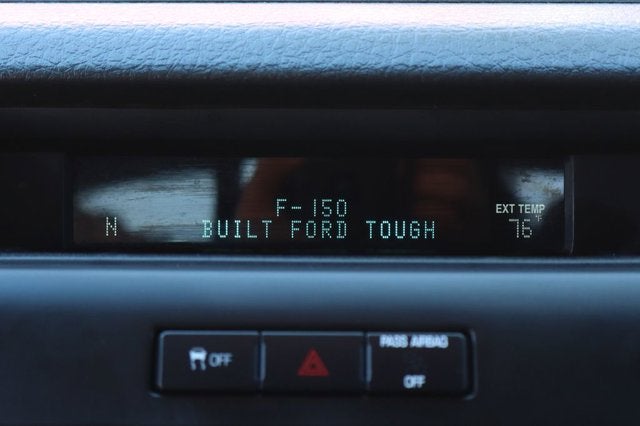 F-150
EXT TEMP
N
BUILT FORD TOUGH
76°F
OFF
PASS AIRBAG
OFF